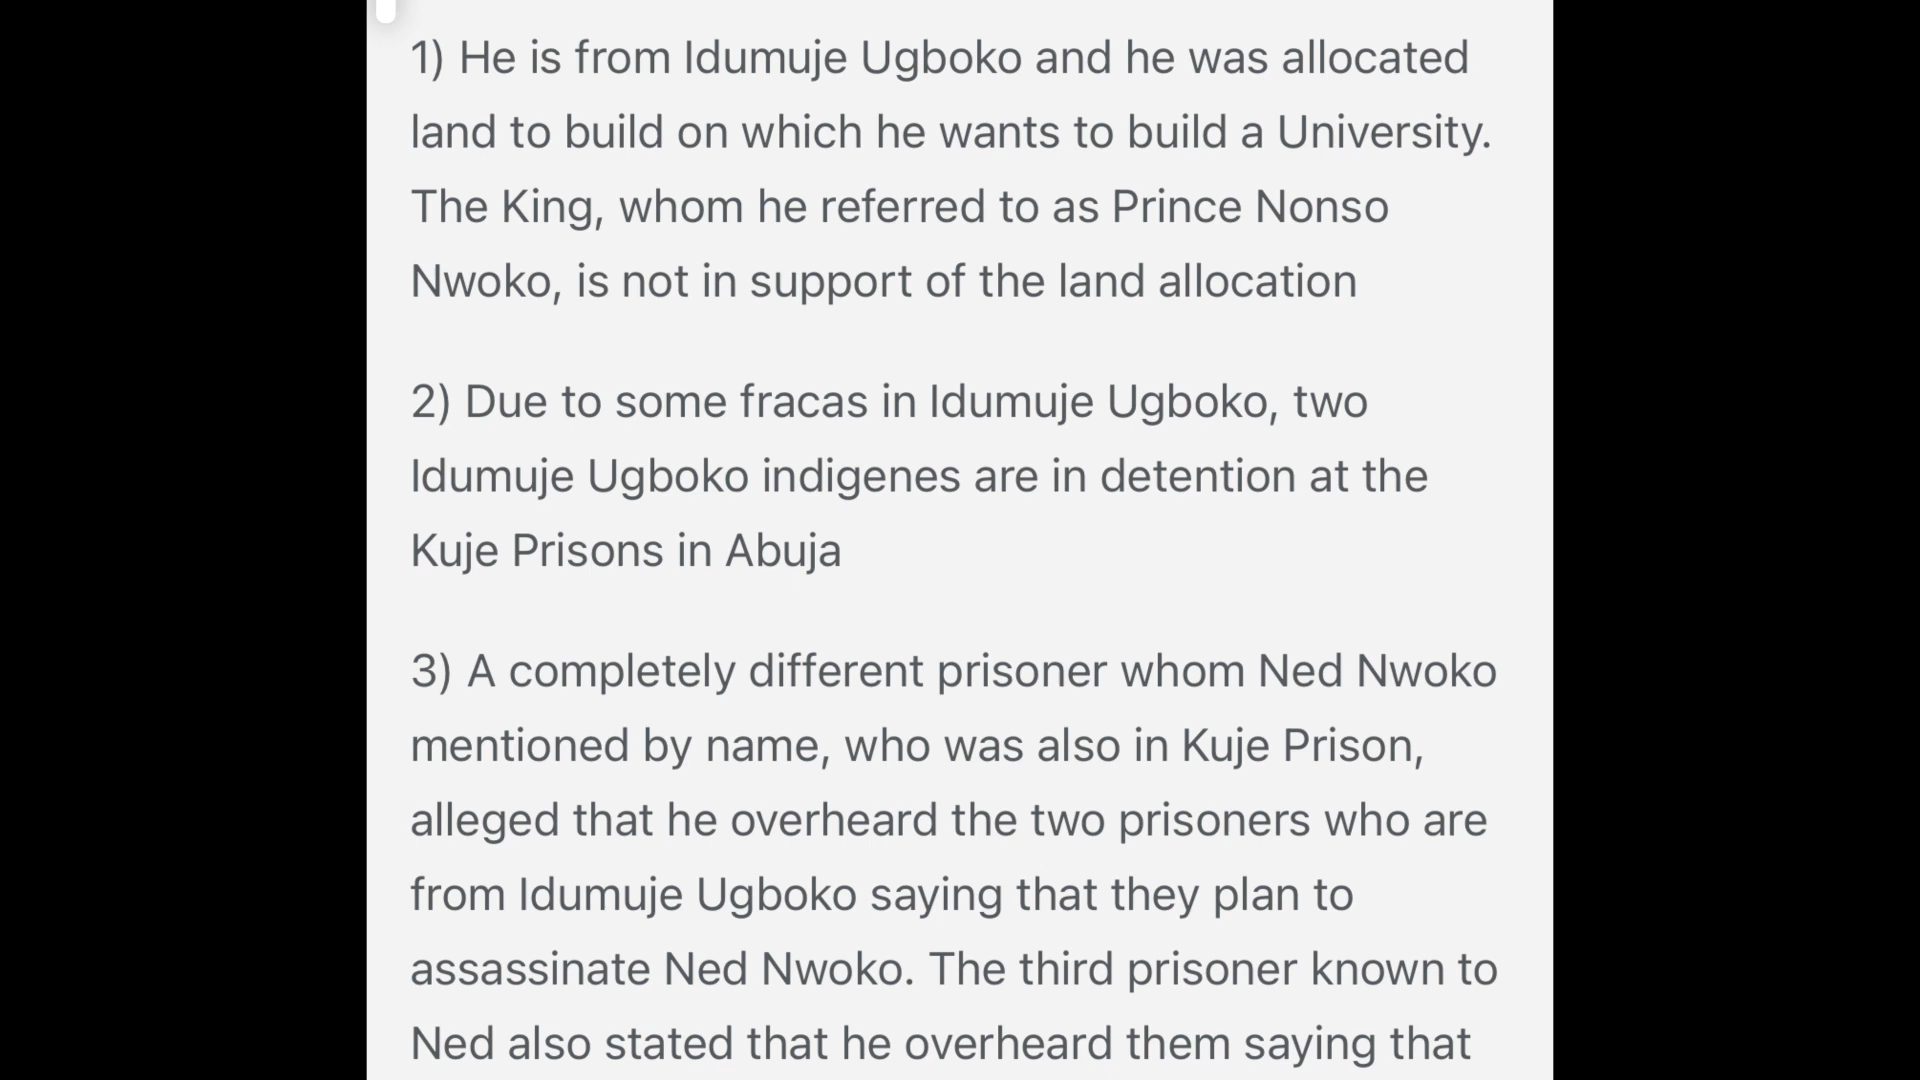 1) He is from Idumuje Ugboko and he was allocated
land to build on which he wants to build a University.
The King, whom he referred to as Prince Nonso
Nwoko, is not in support of the land allocation
2) Due to some fracas in Idumuje Ugboko, two
Idumuje Ugboko indigenes are in detention at the
Kuje Prisons in Abuja
3) A completely different prisoner whom Ned Nwoko
mentioned by name, who was also in Kuje Prison,
alleged that he overheard the two prisoners who are
from Idumuje Ugboko saying that they plan to
assassinate Ned Nwoko. The third prisoner known to
Ned also stated that he overheard them saying that